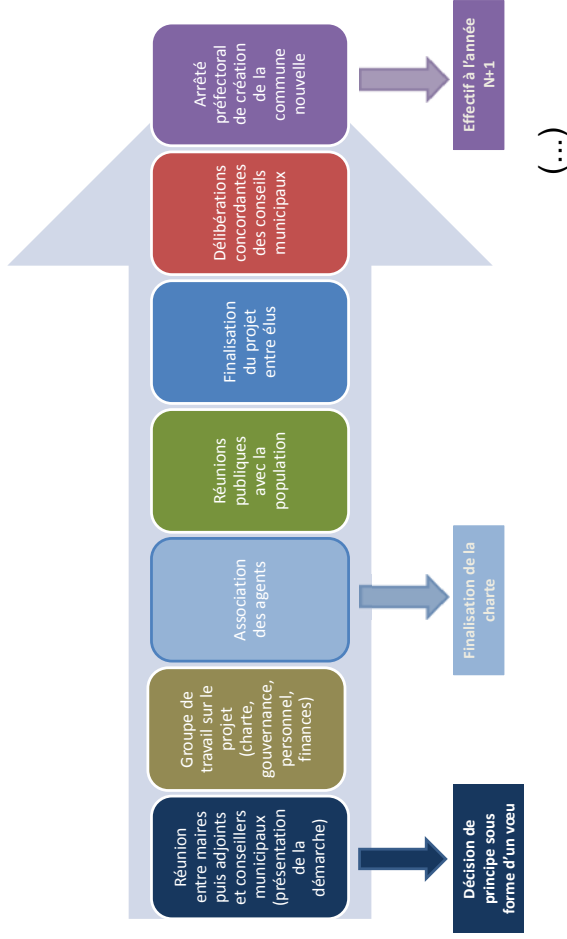 Réunion
entre maires
puis adjoints
et conseillers
municipaux
(présentation
de la
démarche)
Groupe de
travail sur le
projet
(charte,
gouvernance,
personnel,
finances)
Association
des agents
Réunions
publiques
avec la
population
Finalisation
du projet
entre élus
Délibérations
concordantes
des conseils
municipaux
Arrêté
préfectoral
de création
de la
commune
nouvelle
Décision de
principe sous
forme d'un vœu
Finalisation de la
charte
Effectif à l'année
N+1
(...)